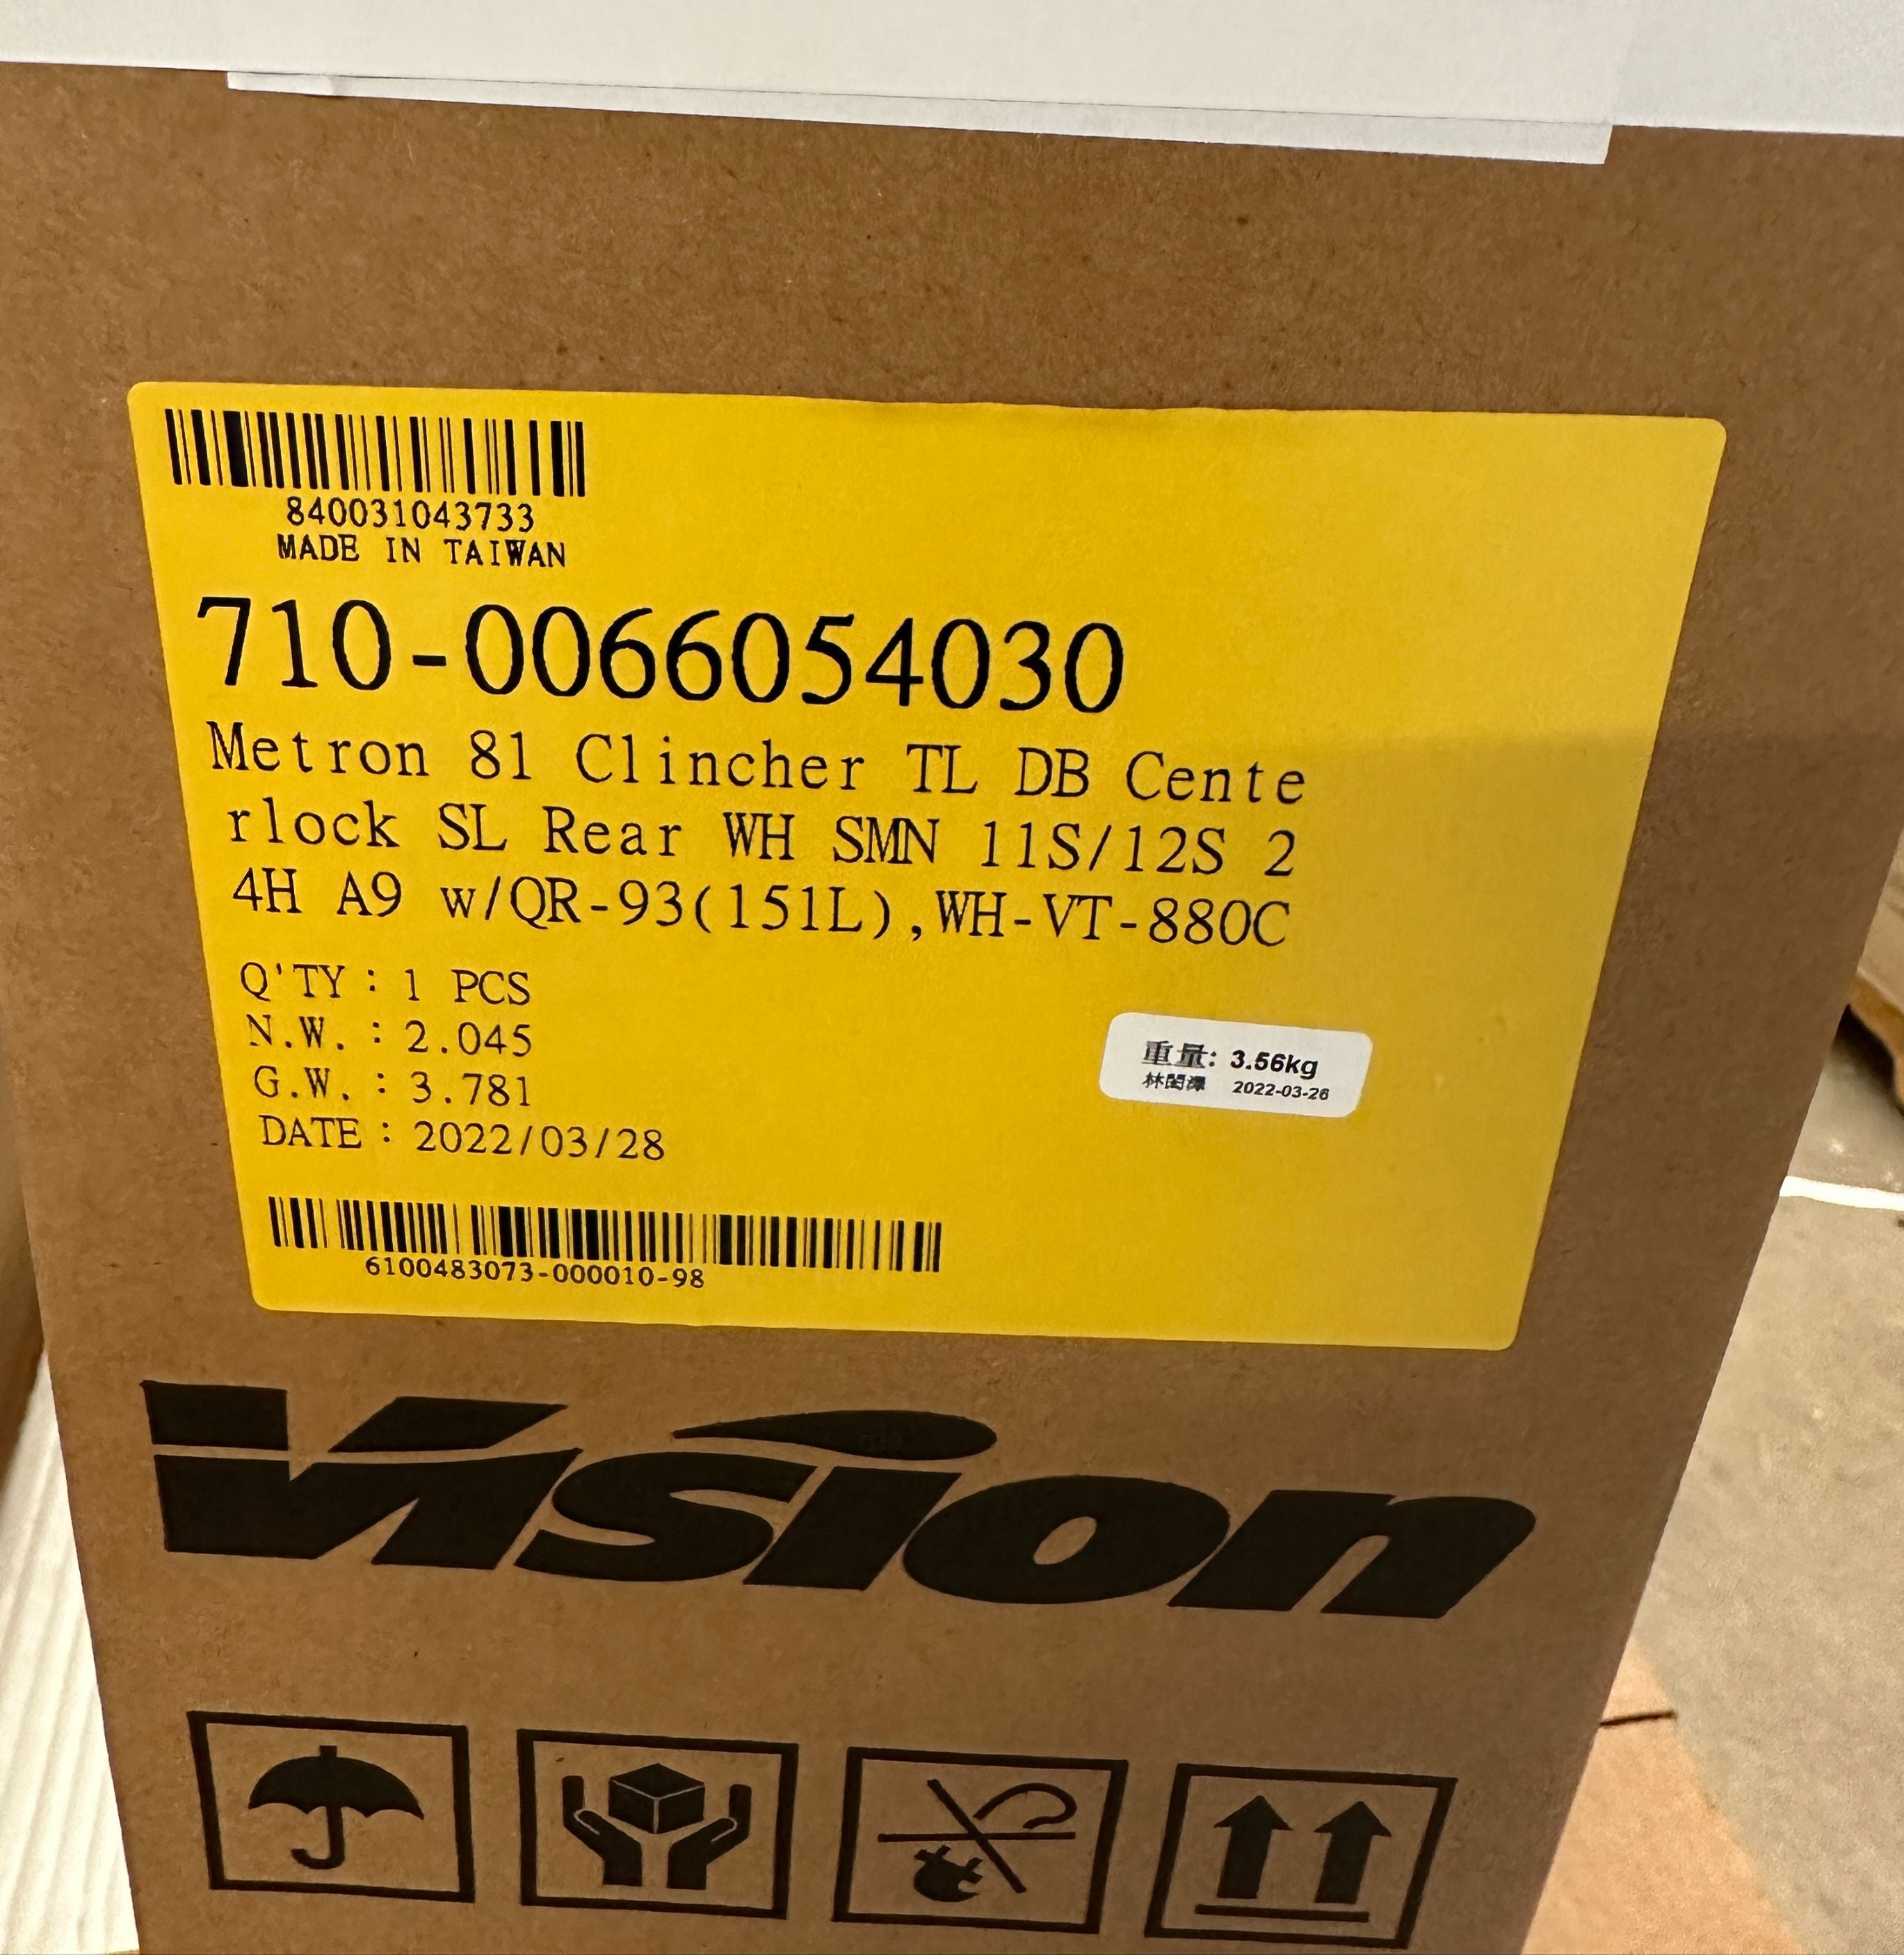 840031043733
MADE IN TAIWAN
710-0066054030
Metron 81 Clincher TL DB Cente
rlock SL Rear WH SMN 11S/12S 2
4H A9 w/QR-93(151L),WH-VT-880C
Q'TY : 1 PCS
N.W. : 2.045
G.W. : 3.781
DATE : 2022/03/28
重量: 3.56kg
2022-03-26
6100483073-000010-98
Vision